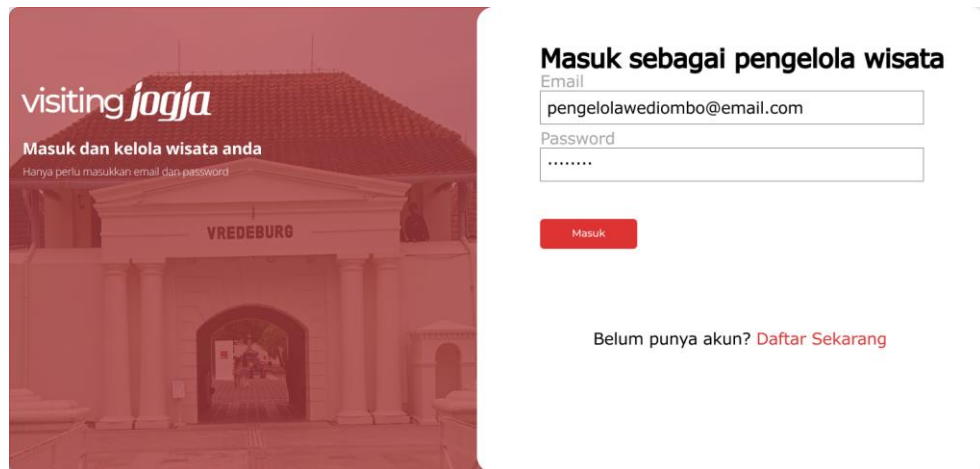 visiting jogja
Masuk dan kelola wisata anda
Hanya perlu masukkan email dan password
VREDEBURG
Masuk sebagai pengelola wisata
Email
pengelolawediombo@email.com
Password
........
Masuk
Belum punya akun? Daftar Sekarang